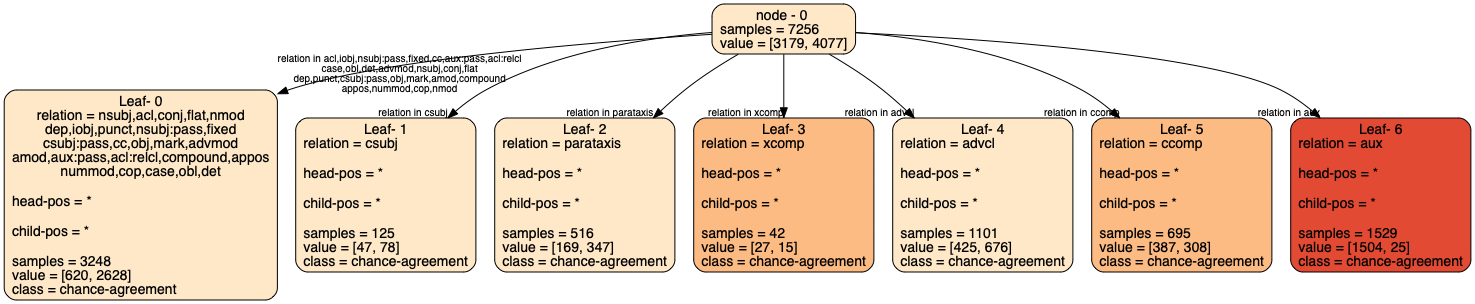 node - 0
samples = 7256
value = [3179, 4077]
relation in acl,iobj,nsubj:pass,fixed,cc,aux:pass,acl:relcl
case,obl,det,advmod,nsubj,conj,flat
dep,punct,csubj:pass,obj,mark,amod,compound
appos,nummod,cop,nmod
relation in csubj
relation in parataxis
relation in xcomp
relation in advcl
relation in ccomp
relation in aux
Leaf- 0
relation = nsubj,acl,conj,flat,nmod
dep,iobj,punct,nsubj:pass,fixed
csubj:pass,cc,obj,mark,advmod
amod,aux:pass,acl:relcl,compound,appos
nummod,cop,case,obl,det
head-pos = *
child-pos = *
samples = 3248
value = [620, 2628]
class = chance-agreement
Leaf- 1
relation = csubj
head-pos = *
child-pos = *
samples = 125
value = [47, 78]
class = chance-agreement
Leaf- 2
relation = parataxis
head-pos = *
child-pos = *
samples = 516
value = [169, 347]
class = chance-agreement
Leaf- 3
relation = xcomp
head-pos = *
child-pos = *
samples = 42
value = [27, 15]
class = chance-agreement
Leaf- 4
relation = advcl
head-pos = *
child-pos = *
samples = 1101
value = [425, 676]
class = chance-agreement
Leaf- 5
relation = ccomp
head-pos = *
child-pos = *
samples = 695
value = [387, 308]
class = chance-agreement
Leaf- 6
relation = aux
head-pos = *
child-pos = *
samples = 1529
value = [1504, 25]
class = chance-agreement